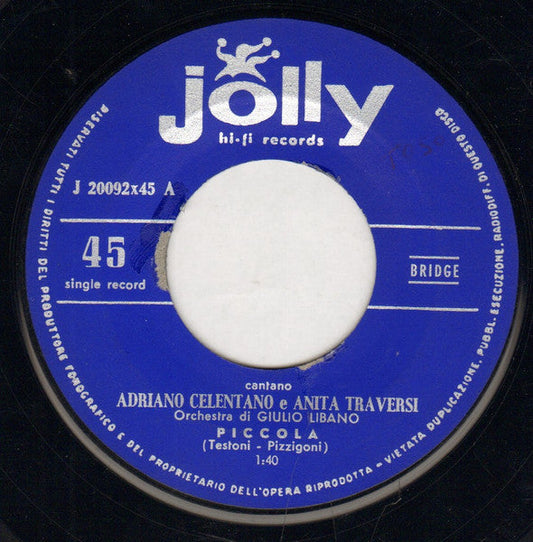 jolly
hi-fi records
J 20092x45 A
45
single record
BRIDGE
cantano
ADRIANO CELENTANO e ANITA TRAVERSI
Orchestra di GIULIO LIBANO
PICCOLA
(Testoni - Pizzigoni)
1:40
RISERVATI TUTTI I DIRITTI DEL PRODUTTORE FONOGRAFICO E DEL PROPRIETARIO DELL'OPERA RIPRODOTTA - VIETATA DUPLICAZIONE, PUBBL. ESECUZIONE, RADIODIFF. DI QUESTO DISCO